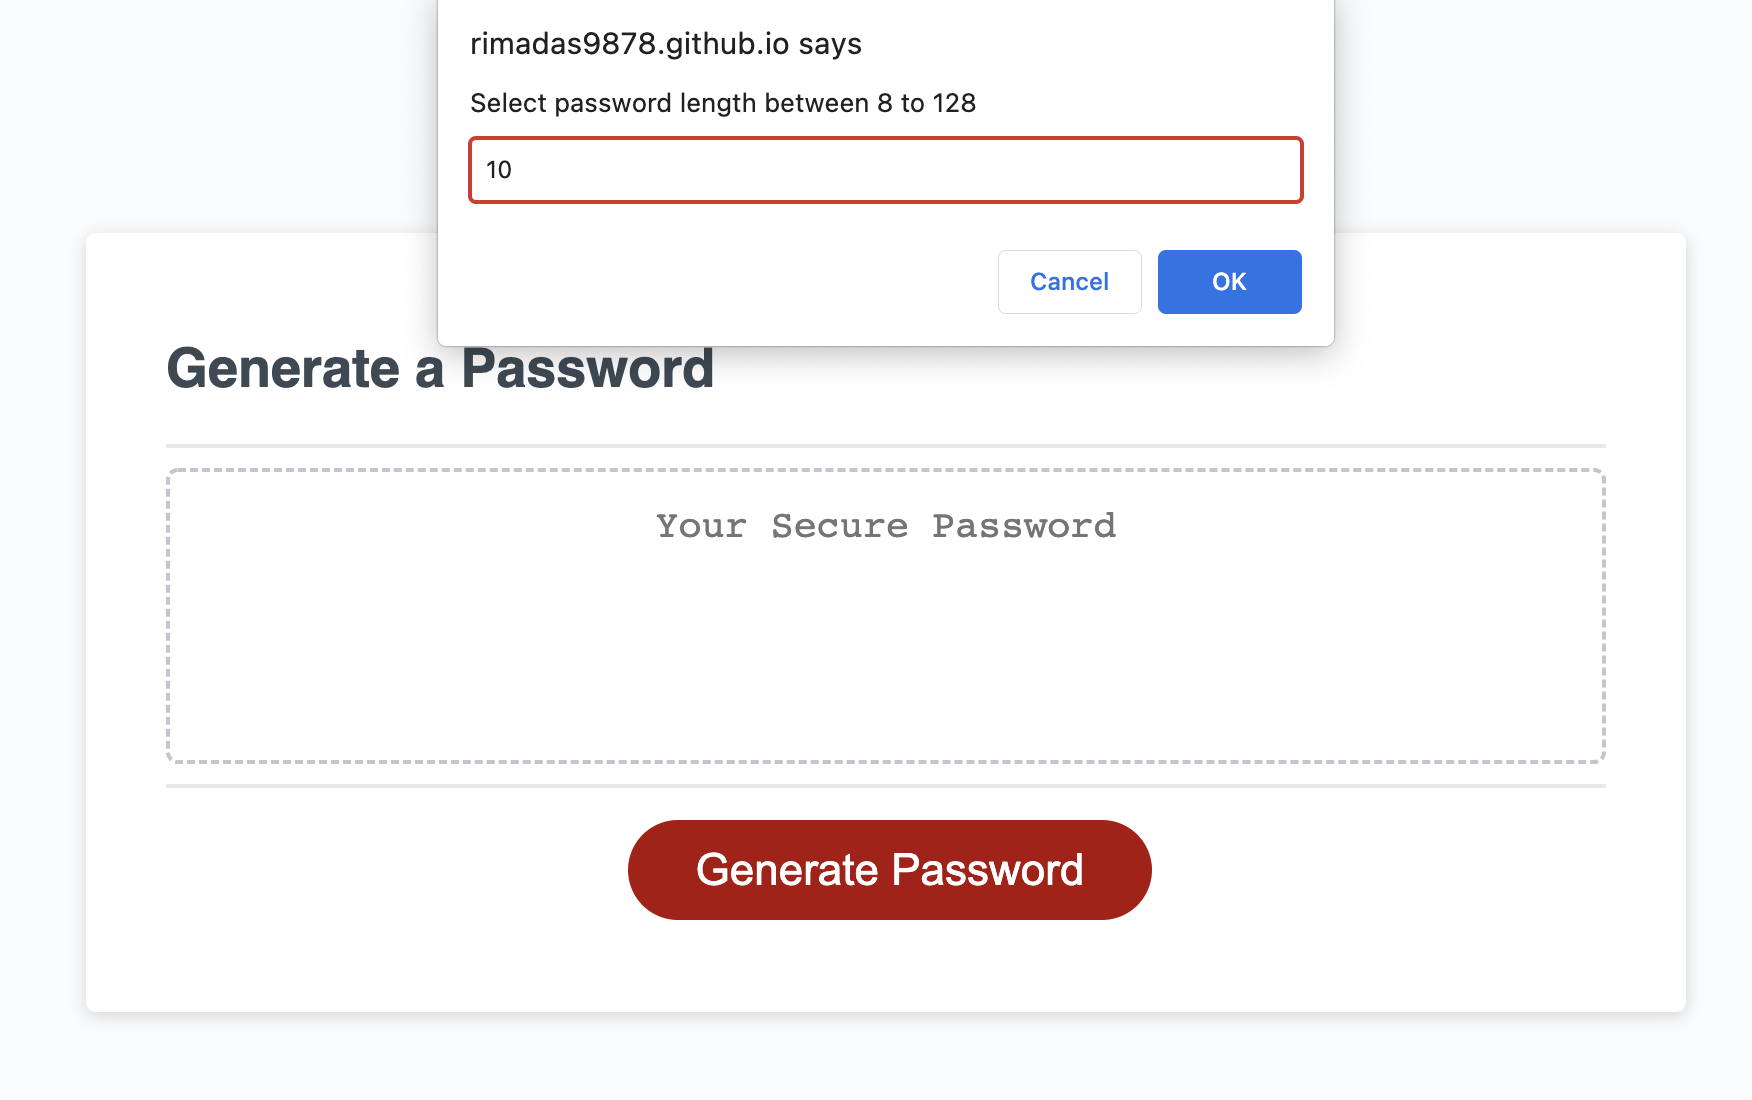 rimadas9878.github.io says
Select password length between 8 to 128
10
Cancel
OK
Generate a Password
Your Secure Password
Generate Password